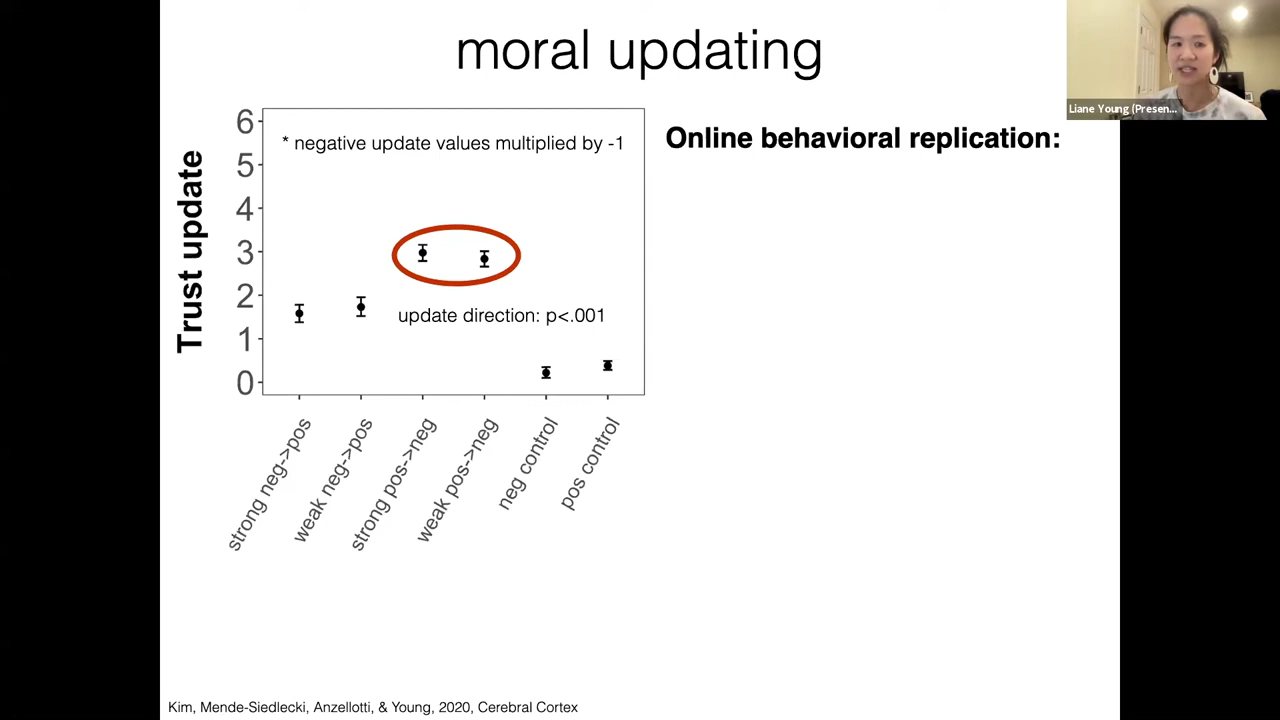 moral updating
Liane Young (Presen...
Online behavioral replication:
* negative update values multiplied by -1
Trust update
6
5
4
3
2
1
0
update direction: p<.001
strong neg->pos
weak neg->pos
strong pos->neg
weak pos->neg
neg control
pos control
Kim, Mende-Siedlecki, Anzellotti, & Young, 2020, Cerebral Cortex